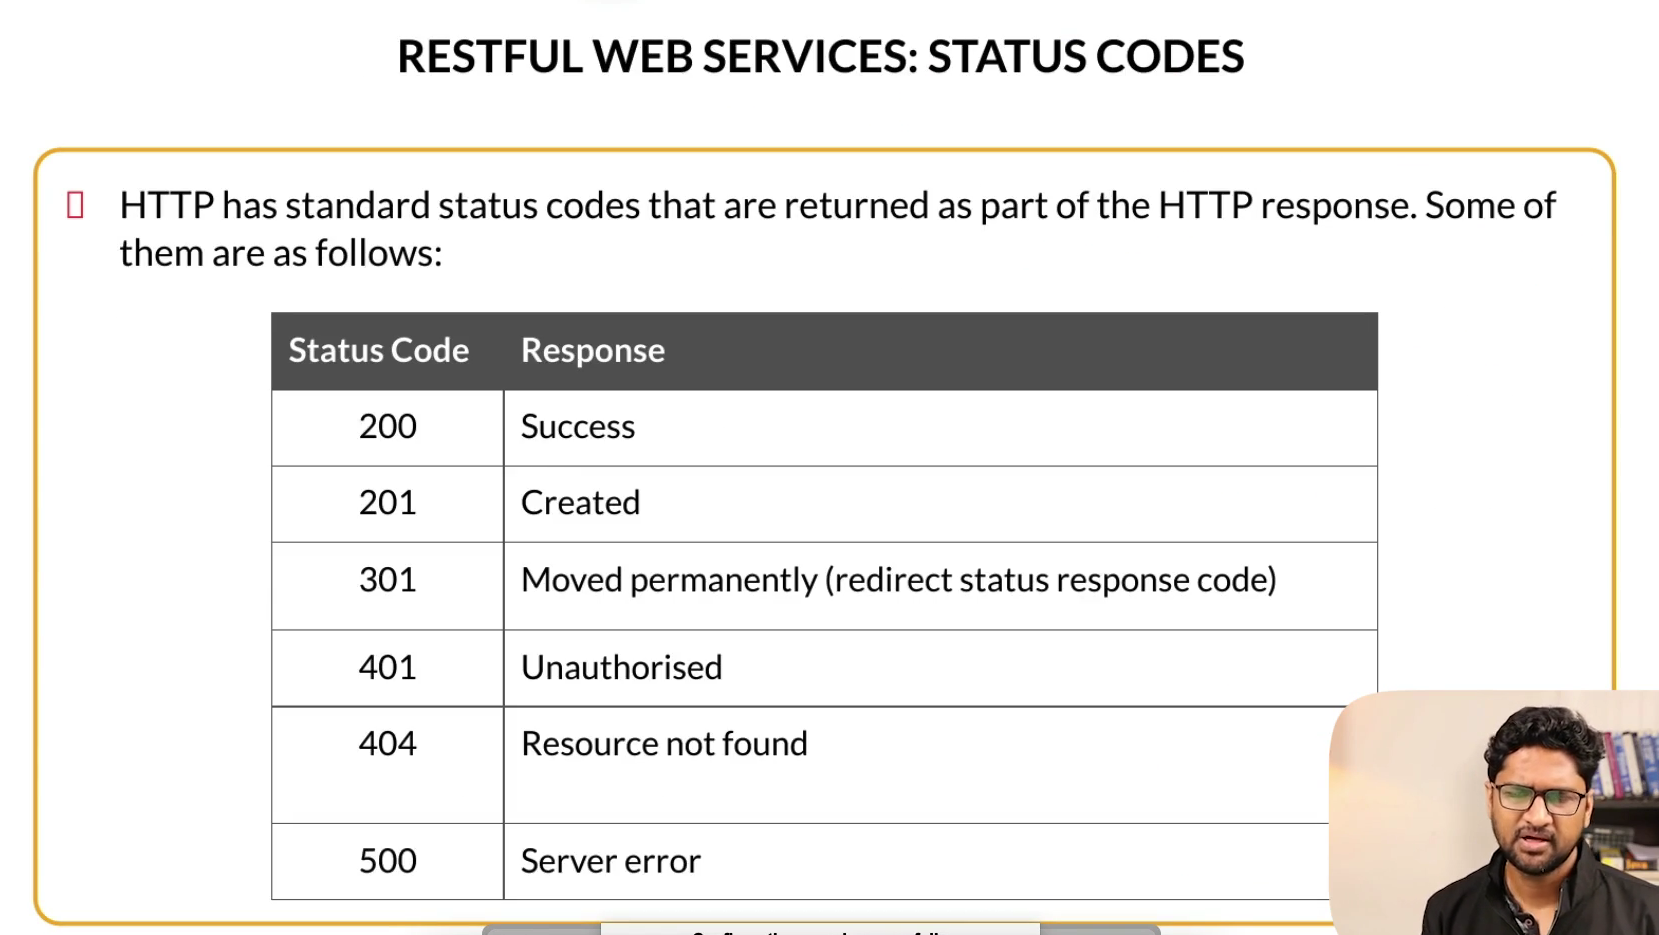 RESTFUL WEB SERVICES: STATUS CODES
HTTP has standard status codes that are returned as part of the HTTP response. Some of
them are as follows:
Status Code Response
200 Success
201 Created
301 Moved permanently (redirect status response code)
401 Unauthorised
404 Resource not found
500 Server error